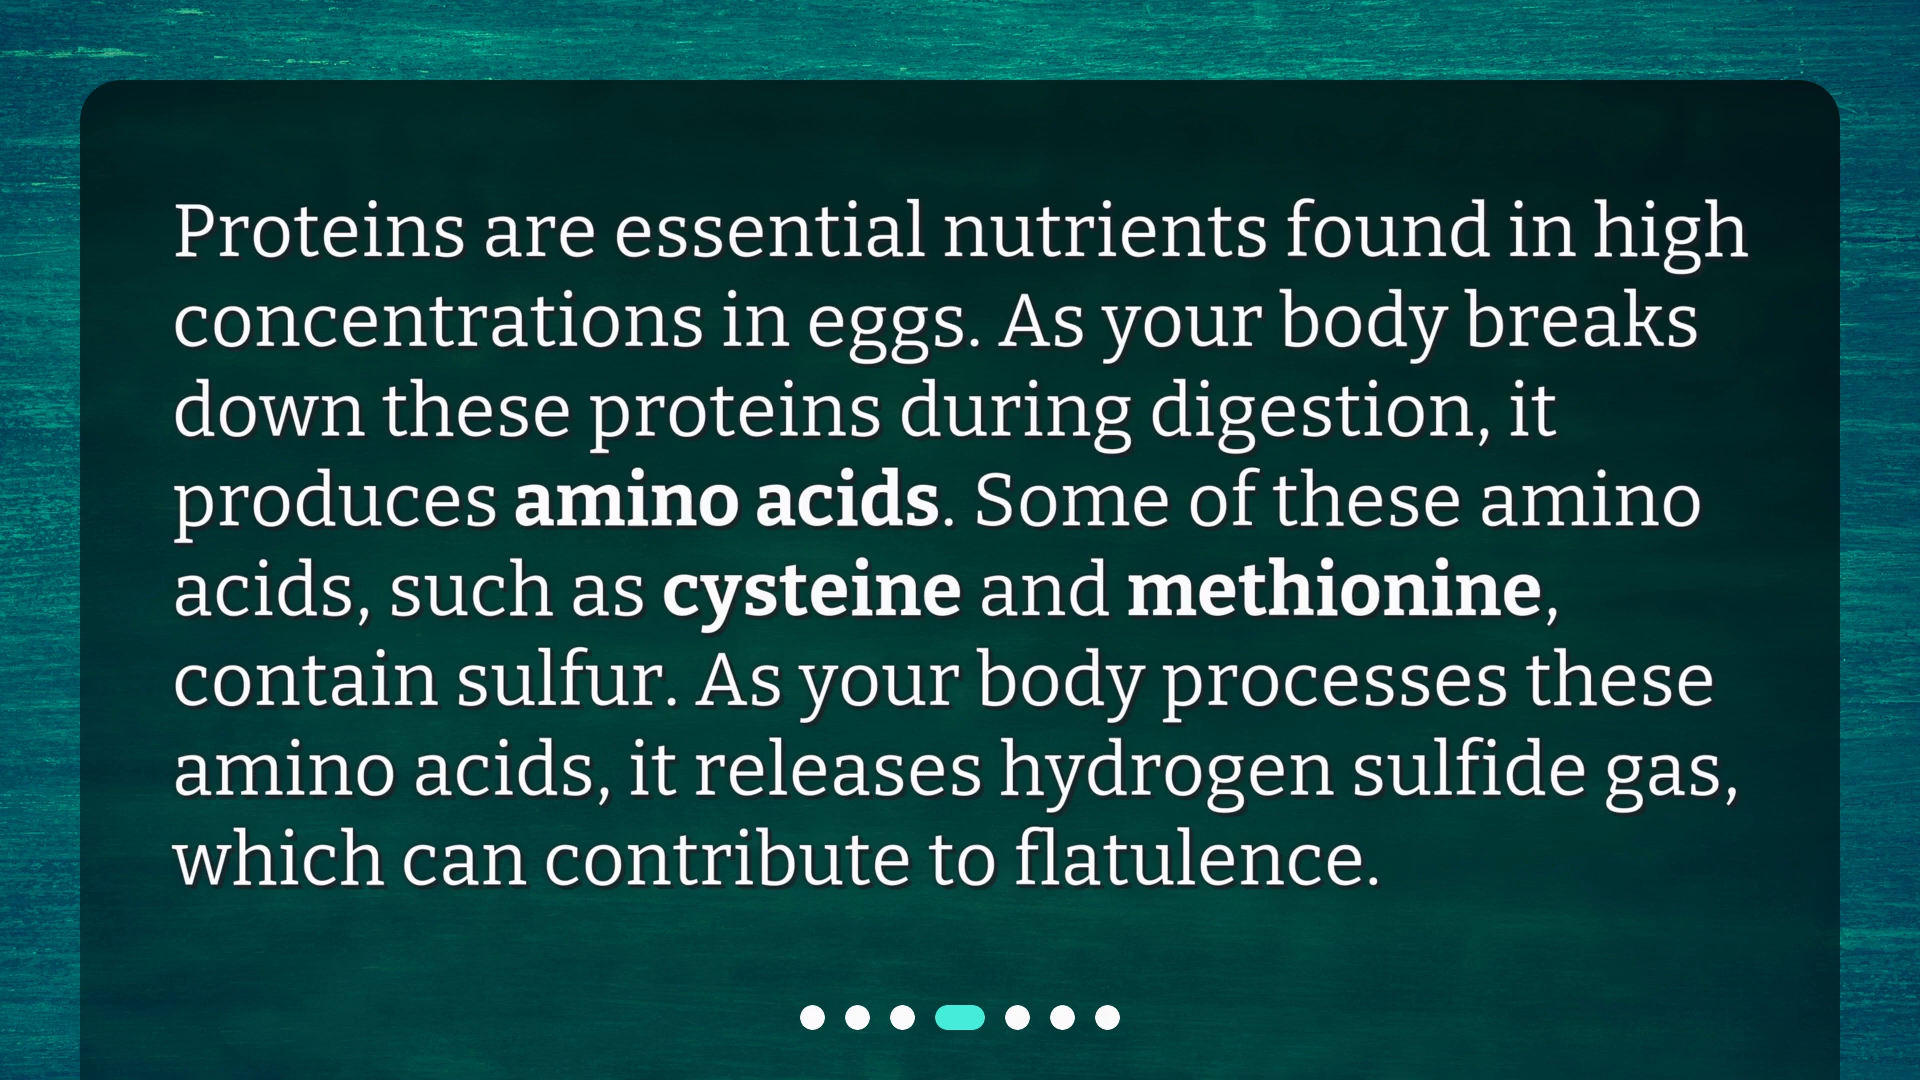 Proteins are essential nutrients found in high
concentrations in eggs. As your body breaks
down these proteins during digestion, it
produces amino acids. Some of these amino
acids, such as cysteine and methionine,
contain sulfur. As your body processes these
amino acids, it releases hydrogen sulfide gas,
which can contribute to flatulence.